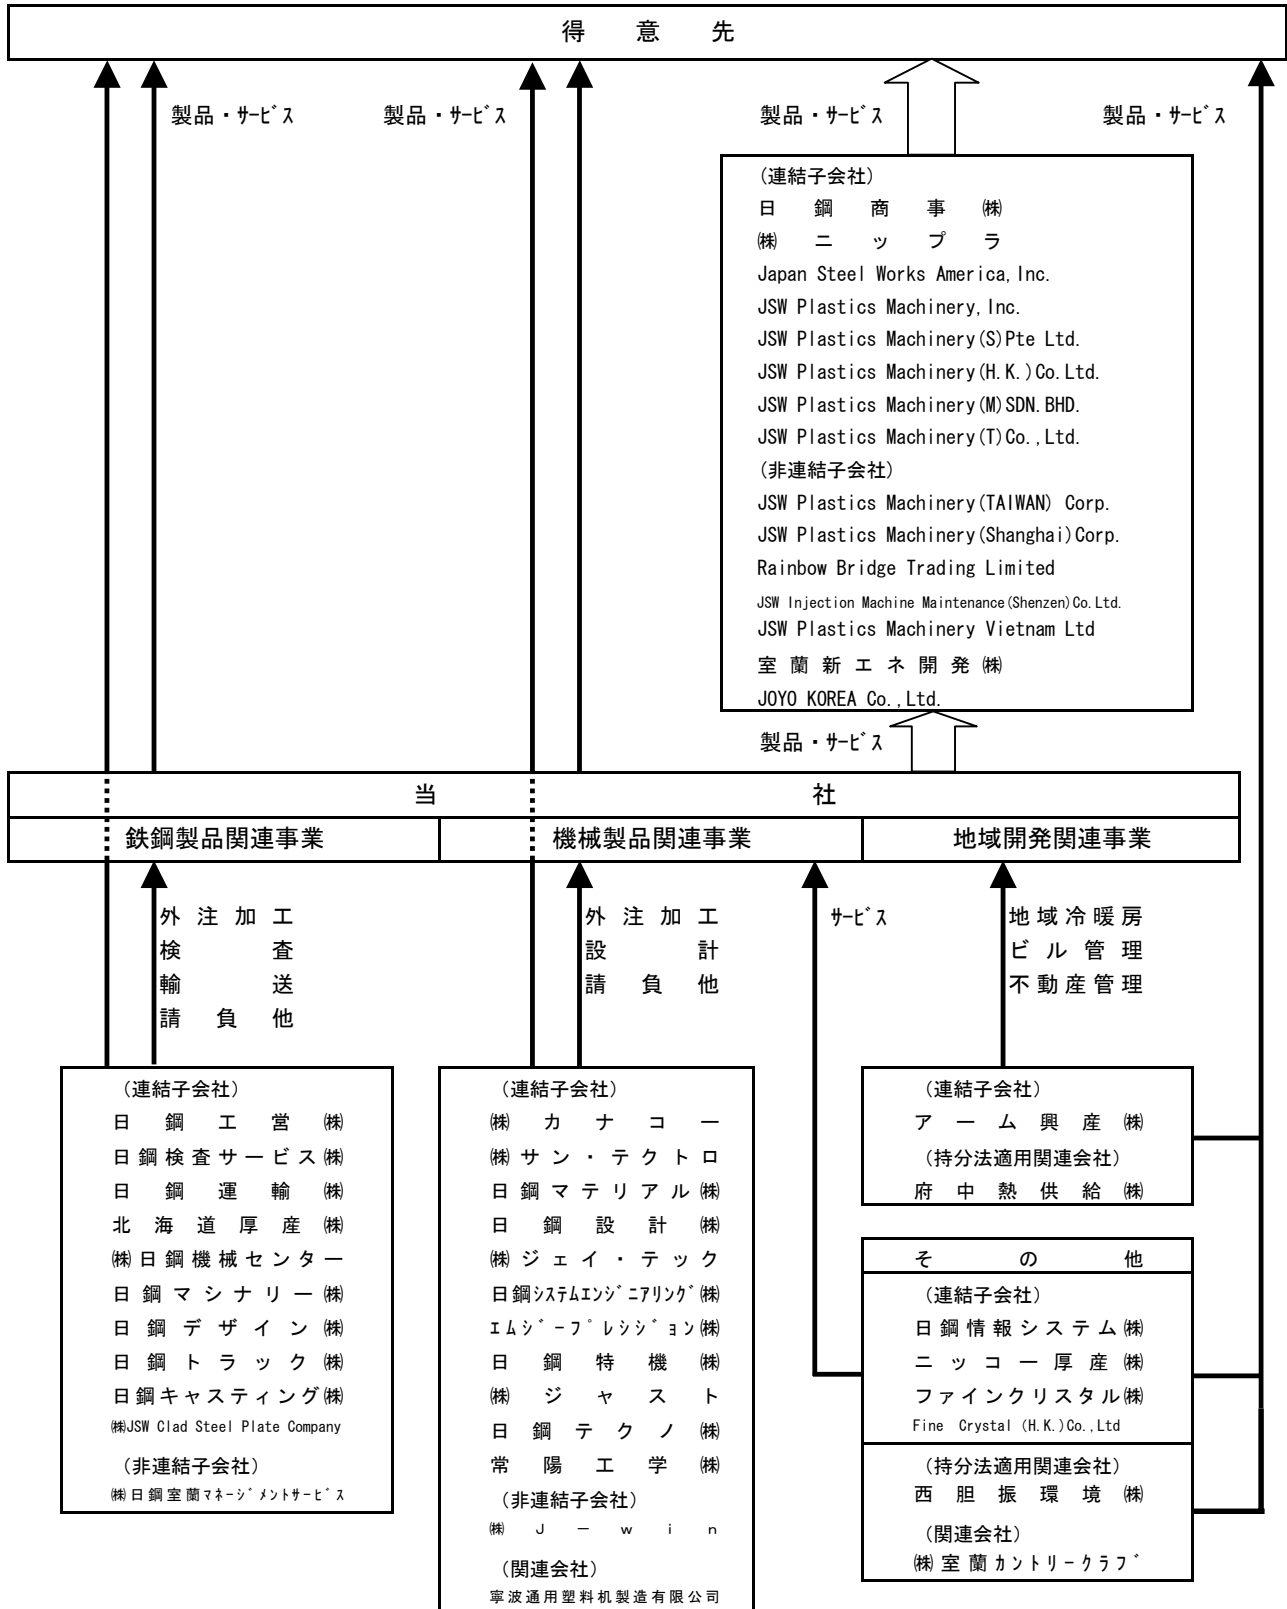 得意先
製品・ｻｰﾋﾞｽ
製品・ｻｰﾋﾞｽ
製品・ｻｰﾋﾞｽ
製品・ｻｰﾋﾞｽ
(連結子会社)
日鋼商事㈱
㈱ニップラ
Japan Steel Works America,Inc.
JSW Plastics Machinery,Inc.
JSW Plastics Machinery(S)Pte Ltd.
JSW Plastics Machinery(H.K.)Co.Ltd.
JSW Plastics Machinery(M)SDN.BHD.
JSW Plastics Machinery(T)Co.,Ltd.
(非連結子会社)
JSW Plastics Machinery(TAIWAN) Corp.
JSW Plastics Machinery(Shanghai)Corp.
Rainbow Bridge Trading Limited
JSW Injection Machine Maintenance(Shenzen)Co.Ltd.
JSW Plastics Machinery Vietnam Ltd
室蘭新エネ開発㈱
JOYO KOREA Co.,Ltd.
製品・ｻｰﾋﾞｽ
当社
鉄鋼製品関連事業
機械製品関連事業
地域開発関連事業
外注加工
検査
輸送
請負他
外注加工
設計
請負他
ｻｰﾋﾞｽ
地域冷暖房
ビル管理
不動産管理
(連結子会社)
日鋼工営㈱
日鋼検査サービス㈱
日鋼運輸㈱
北海道厚産㈱
㈱日鋼機械センター
日鋼マシナリー㈱
日鋼デザイン㈱
日鋼トラック㈱
日鋼キャスティング㈱
㈱JSW Clad Steel Plate Company
(非連結子会社)
㈱日鋼室蘭ﾏﾈｰｼﾞﾒﾝﾄｻｰﾋﾞｽ
(連結子会社)
㈱カナコー
㈱サン・テクトロ
日鋼マテリアル㈱
日鋼設計㈱
㈱ジェイ・テック
日鋼ｼｽﾃﾑｴﾝｼﾞﾆｱﾘﾝｸﾞ㈱
ｴﾑｼﾞｰﾌﾟﾚｼｼﾞｮﾝ㈱
日鋼特機㈱
㈱ジャスト
日鋼テクノ㈱
常陽工学㈱
(非連結子会社)
㈱J－win
(関連会社)
寧波通用塑料机製造有限公司
(連結子会社)
アーム興産㈱
(持分法適用関連会社)
府中熱供給㈱
その他
(連結子会社)
日鋼情報システム㈱
ニッコー厚産㈱
ファインクリスタル㈱
Fine Crystal (H.K.)Co.,Ltd
(持分法適用関連会社)
西胆振環境㈱
(関連会社)
㈱室蘭ｶﾝﾄﾘｰｸﾗﾌﾞ